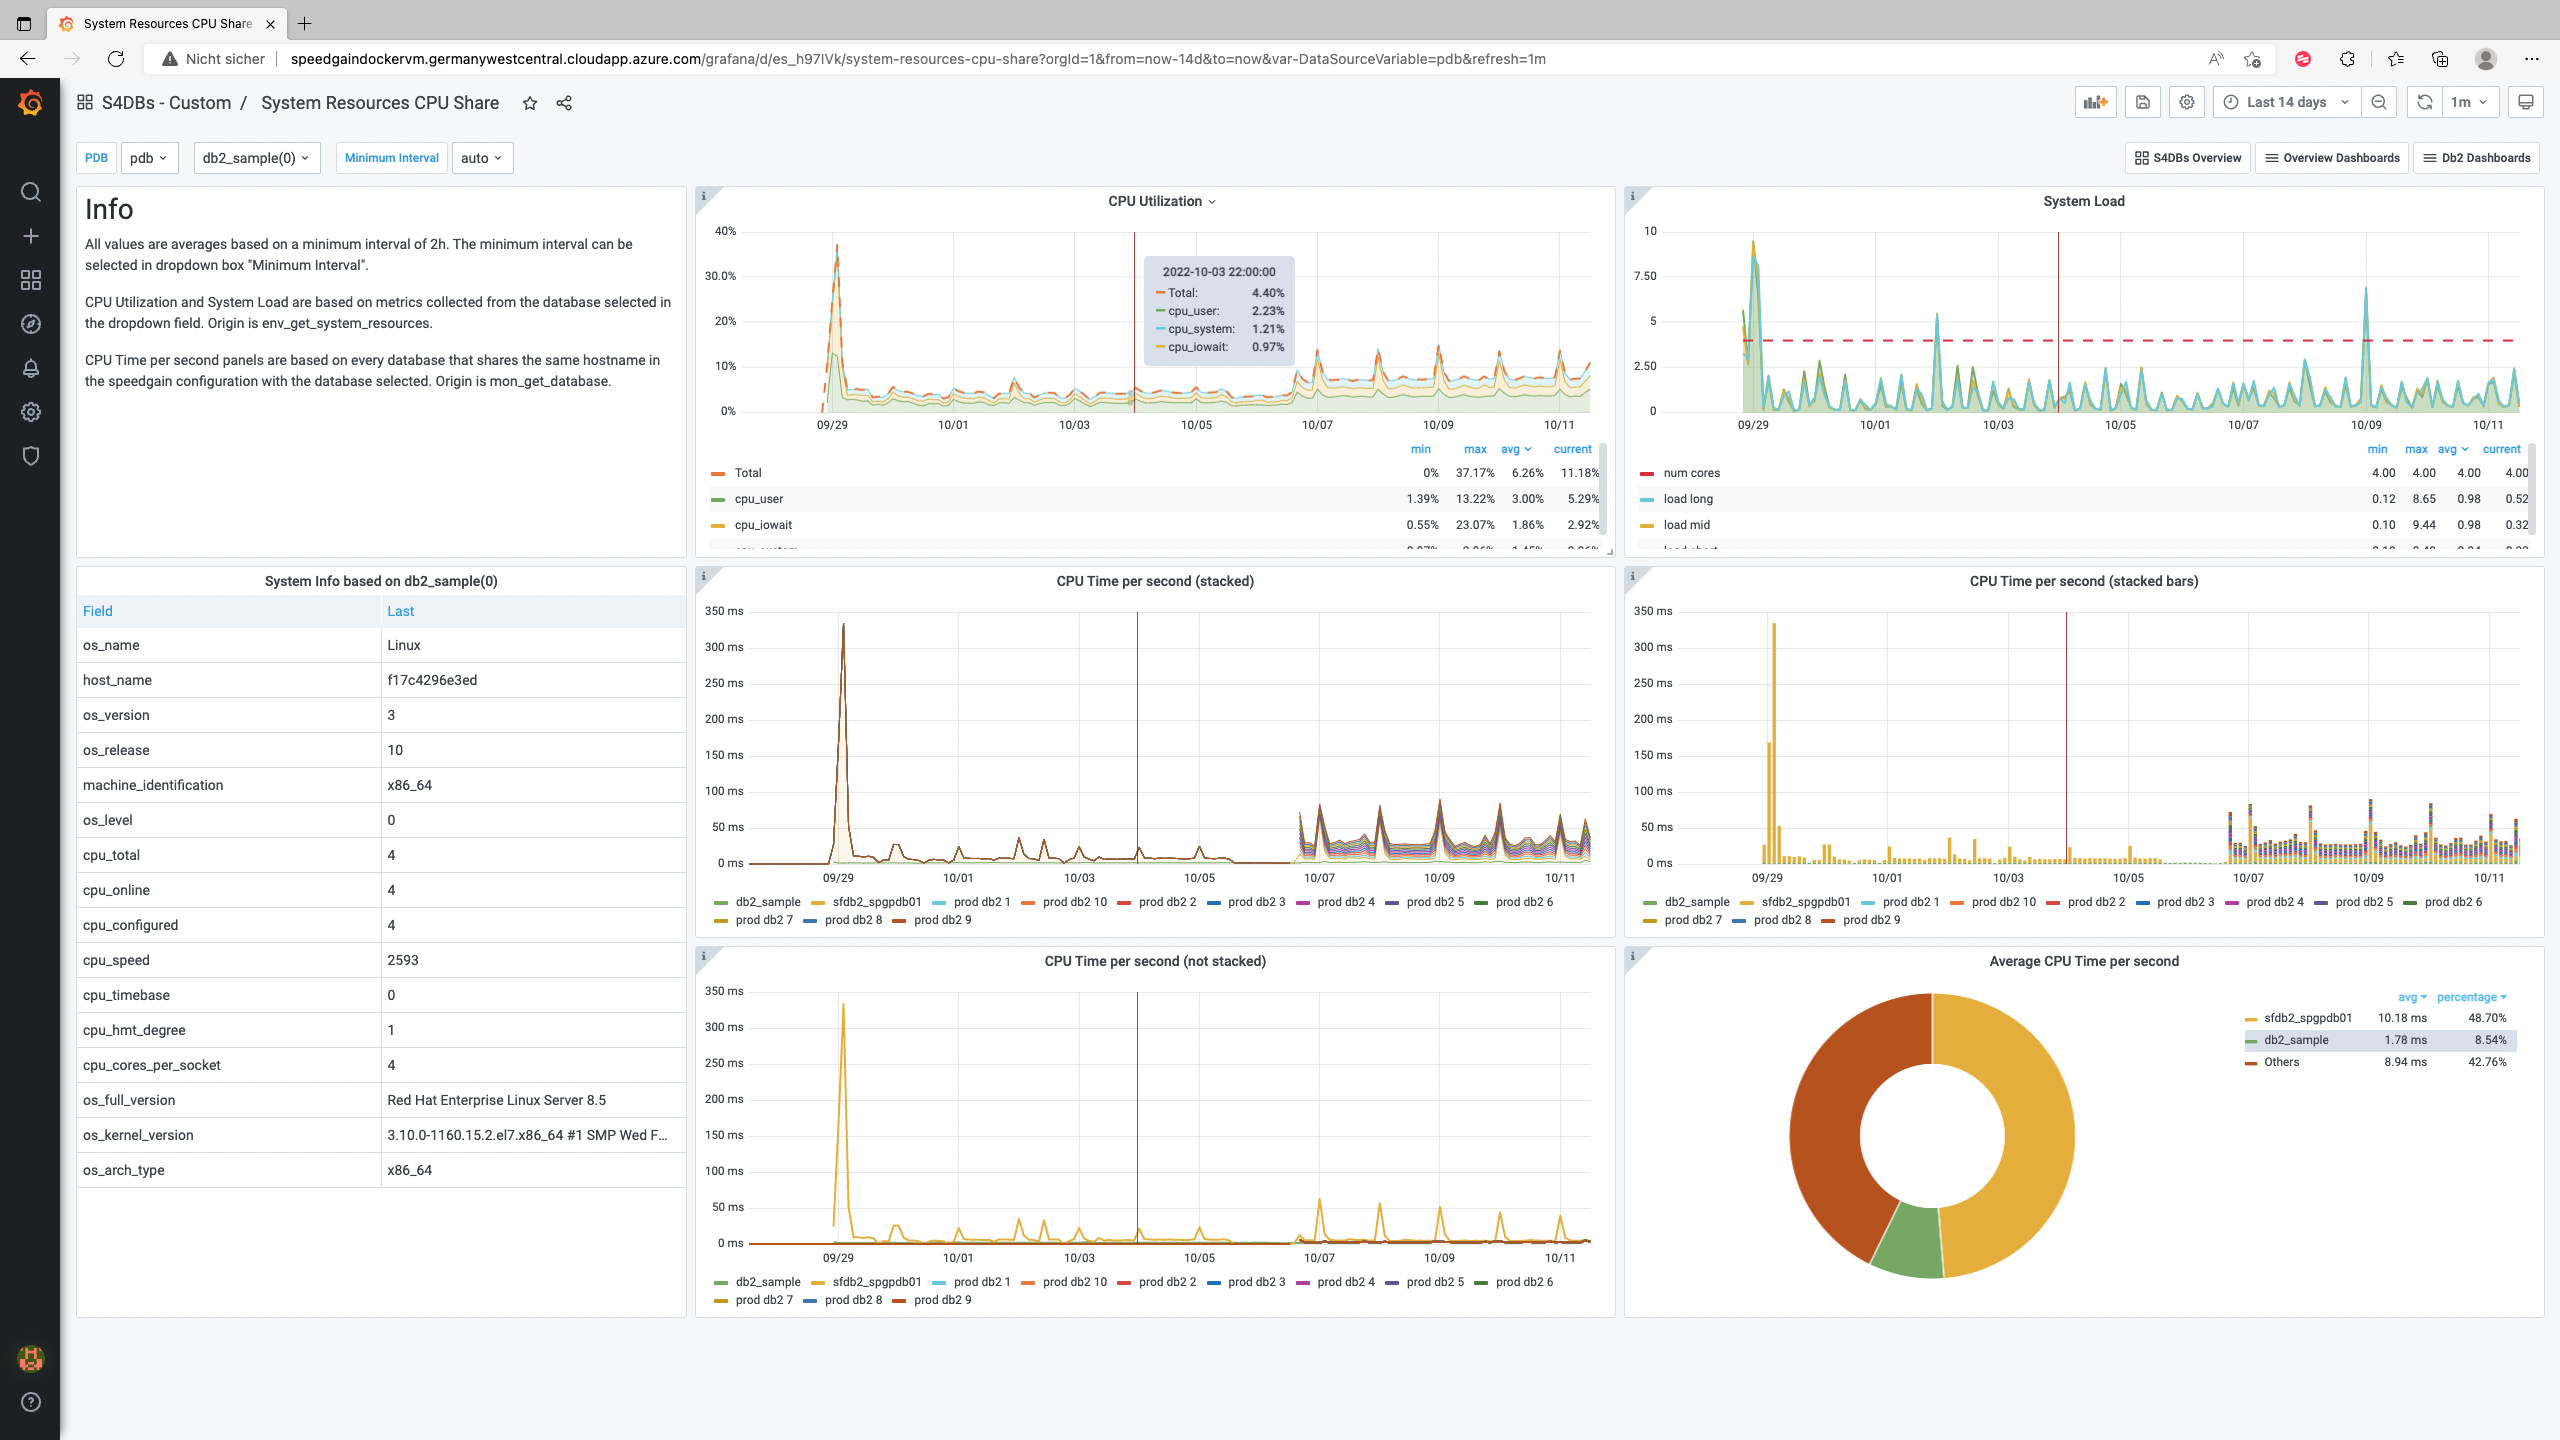 System Resources CPU Share
Nicht sicher
speedgaindockervm.germanywestcentral.cloudapp.azure.com/grafana/d/es_h97IVk/system-resources-cpu-share?orgId=1&from=now-14d&to=now&var-DataSourceVariable=pdb&refresh=1m
S4DBs - Custom / System Resources CPU Share
Last 14 days
1m
PDB pdb db2_sample(0) Minimum Interval auto
S4DBs Overview Overview Dashboards Db2 Dashboards
Info
All values are averages based on a minimum interval of 2h. The minimum interval can be
selected in dropdown box "Minimum Interval".
CPU Utilization and System Load are based on metrics collected from the database selected in
the dropdown field. Origin is env_get_system_resources.
CPU Time per second panels are based on every database that shares the same hostname in
the speedgain configuration with the database selected. Origin is mon_get_database.
CPU Utilization
40%
30.0%
20%
10%
0%
09/29 10/01 10/03 10/05 10/07 10/09 10/11
2022-10-03 22:00:00
Total: 4.40%
cpu_user: 2.23%
cpu_system: 1.21%
cpu_iowait: 0.97%
min max avg current
Total 0% 37.17% 6.26% 11.18%
cpu_user 1.39% 13.22% 3.00% 5.29%
cpu_iowait 0.55% 23.07% 1.86% 2.92%
System Load
10
7.50
5
2.50
0
09/29 10/01 10/03 10/05 10/07 10/09 10/11
min max avg current
num cores 4.00 4.00 4.00 4.00
load long 0.12 8.65 0.98 0.52
load mid 0.10 9.44 0.98 0.32
System Info based on db2_sample(0)
Field Last
os_name Linux
host_name f17c4296e3ed
os_version 3
os_release 10
machine_identification x86_64
os_level 0
cpu_total 4
cpu_online 4
cpu_configured 4
cpu_speed 2593
cpu_timebase 0
cpu_hmt_degree 1
cpu_cores_per_socket 4
os_full_version Red Hat Enterprise Linux Server 8.5
os_kernel_version 3.10.0-1160.15.2.el7.x86_64 #1 SMP Wed F…
os_arch_type x86_64
CPU Time per second (stacked)
350 ms
300 ms
250 ms
200 ms
150 ms
100 ms
50 ms
0 ms
09/29 10/01 10/03 10/05 10/07 10/09 10/11
db2_sample sfdb2_spgpdb01 prod db2 1 prod db2 10 prod db2 2 prod db2 3 prod db2 4 prod db2 5 prod db2 6
prod db2 7 prod db2 8 prod db2 9
CPU Time per second (stacked bars)
350 ms
300 ms
250 ms
200 ms
150 ms
100 ms
50 ms
0 ms
09/29 10/01 10/03 10/05 10/07 10/09 10/11
db2_sample sfdb2_spgpdb01 prod db2 1 prod db2 10 prod db2 2 prod db2 3 prod db2 4 prod db2 5 prod db2 6
prod db2 7 prod db2 8 prod db2 9
CPU Time per second (not stacked)
350 ms
300 ms
250 ms
200 ms
150 ms
100 ms
50 ms
0 ms
09/29 10/01 10/03 10/05 10/07 10/09 10/11
db2_sample sfdb2_spgpdb01 prod db2 1 prod db2 10 prod db2 2 prod db2 3 prod db2 4 prod db2 5 prod db2 6
prod db2 7 prod db2 8 prod db2 9
Average CPU Time per second
avg percentage
sfdb2_spgpdb01 10.18 ms 48.70%
db2_sample 1.78 ms 8.54%
Others 8.94 ms 42.76%